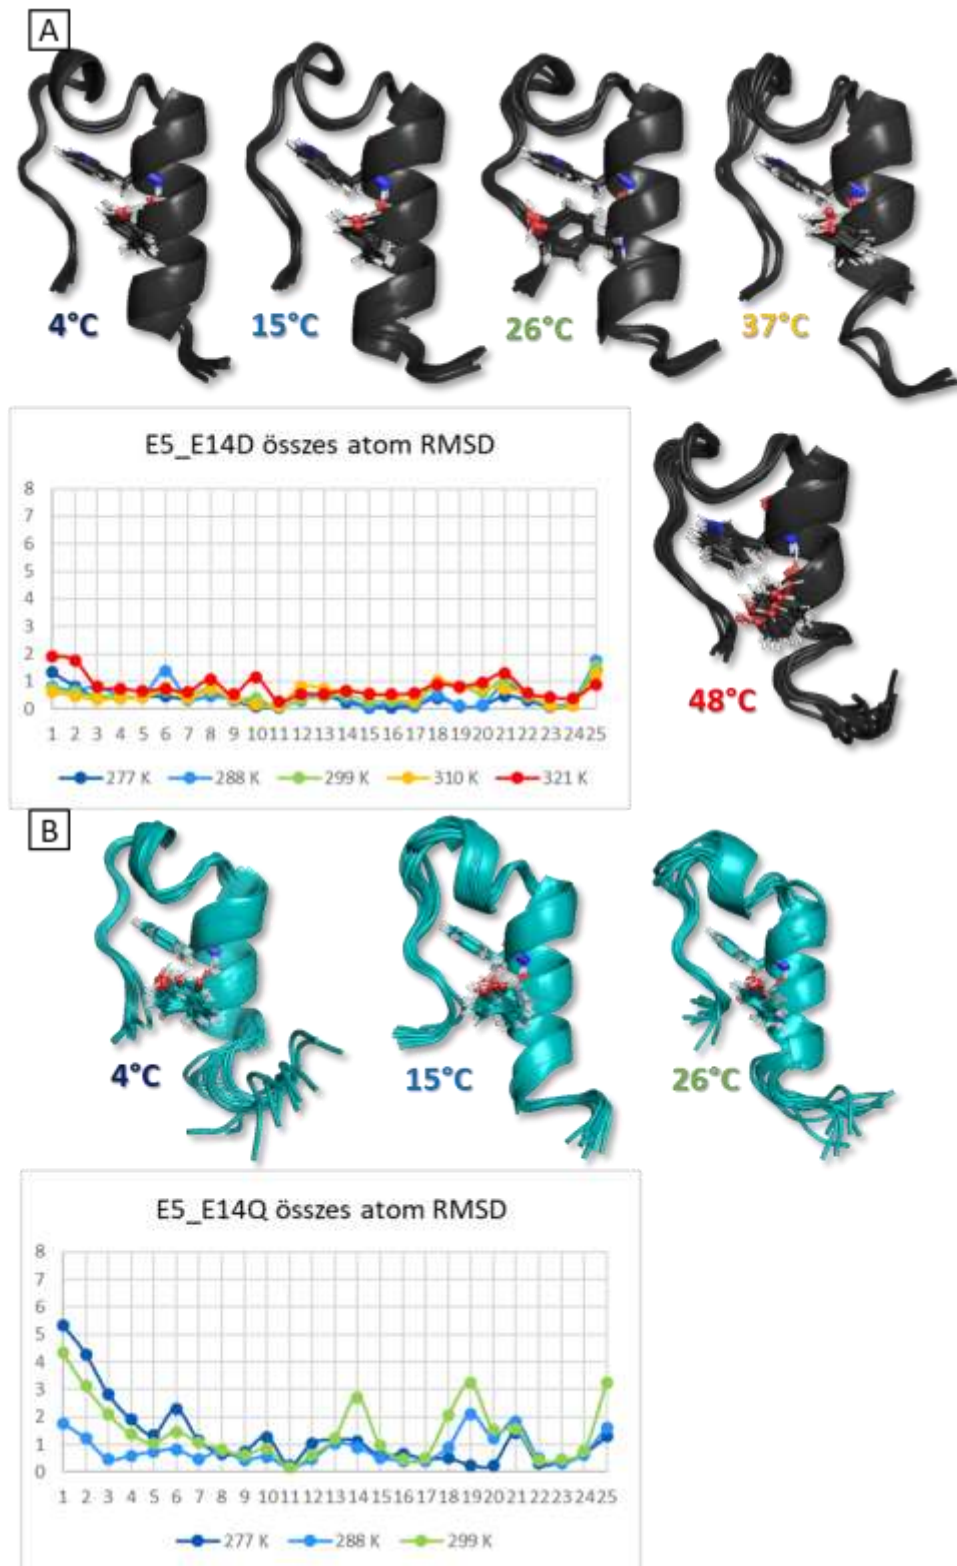 A
4°C 15°C 26°C 37°C
E5_E14D összes atom RMSD
8
7
6
5
4
3
2
1
0
1 2 3 4 5 6 7 8 9 10 11 12 13 14 15 16 17 18 19 20 21 22 23 24 25
277 K 288 K 299 K 310 K 321 K
48°C
B
4°C 15°C 26°C
E5_E14Q összes atom RMSD
8
7
6
5
4
3
2
1
0
1 2 3 4 5 6 7 8 9 10 11 12 13 14 15 16 17 18 19 20 21 22 23 24 25
277 K 288 K 299 K